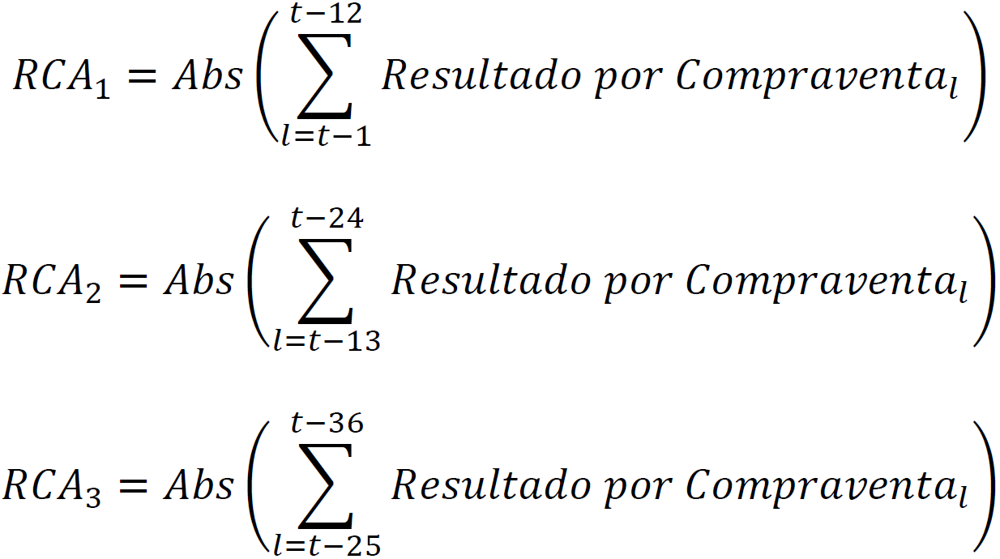 RCA₁ = Abs(∑_{l=t−1}^{t−12} Resultado por Compraventa_l)
RCA₂ = Abs(∑_{l=t−13}^{t−24} Resultado por Compraventa_l)
RCA₃ = Abs(∑_{l=t−25}^{t−36} Resultado por Compraventa_l)